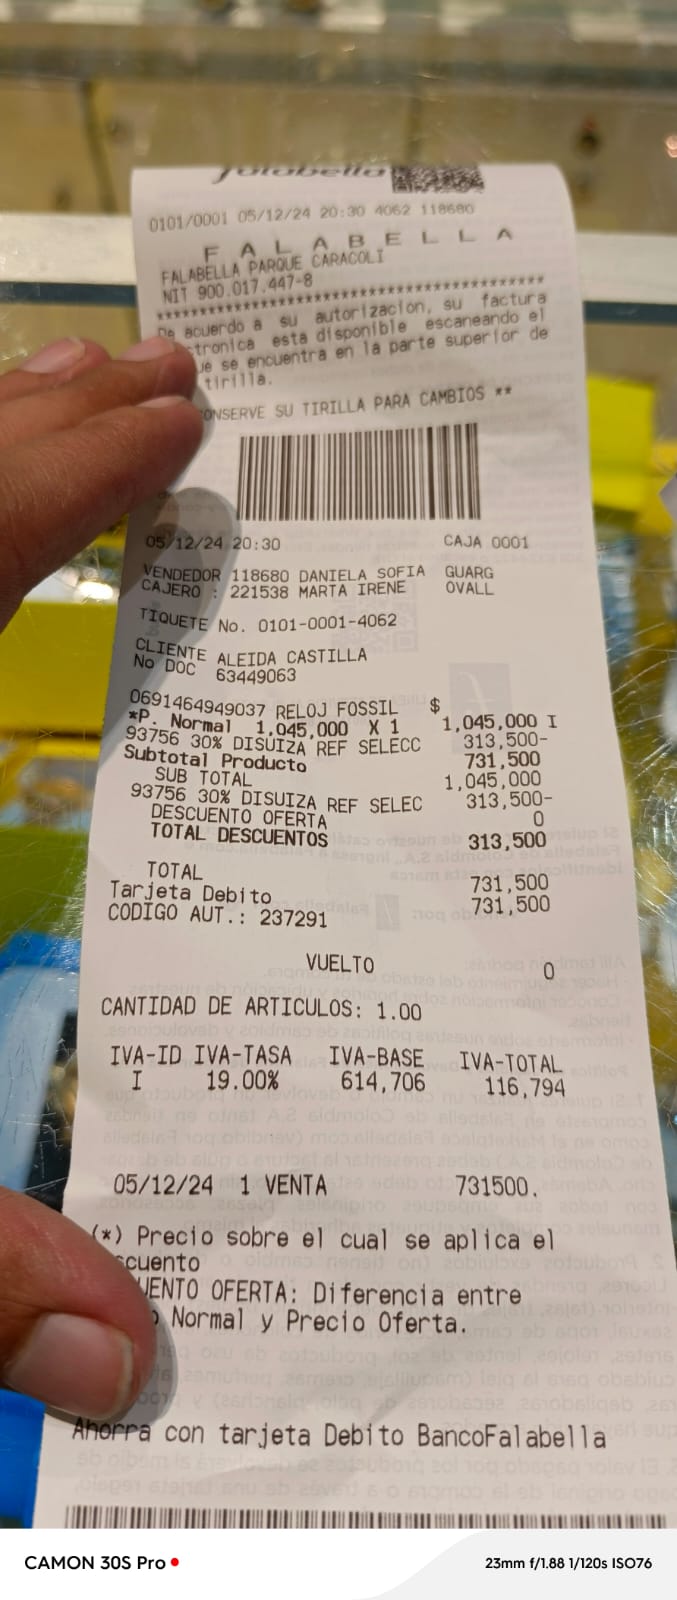 falabella
0101/0001 05/12/24 20:30 4062 118680
F A L A B E L L A
FALABELLA PARQUE CARACOLI
NIT 900.017.447-8
******************************************
De acuerdo a su autorizacion, su factura
ctronica esta disponible escaneando el
ue se encuentra en la parte superior de
tirilla.
ONSERVE SU TIRILLA PARA CAMBIOS **
05/12/24 20:30 CAJA 0001
VENDEDOR 118680 DANIELA SOFIA GUARG
CAJERO : 221538 MARTA IRENE OVALL
TIQUETE No. 0101-0001-4062
CLIENTE ALEIDA CASTILLA
No DOC 63449063
0691464949037 RELOJ FOSSIL $
*P. Normal 1,045,000 X 1 1,045,000 I
93756 30% DISUIZA REF SELECC 313,500-
Subtotal Producto 731,500
SUB TOTAL 1,045,000
93756 30% DISUIZA REF SELEC 313,500-
DESCUENTO OFERTA 0
TOTAL DESCUENTOS 313,500
TOTAL 731,500
Tarjeta Debito 731,500
CODIGO AUT.: 237291
VUELTO 0
CANTIDAD DE ARTICULOS: 1.00
IVA-ID IVA-TASA IVA-BASE IVA-TOTAL
I 19.00% 614,706 116,794
05/12/24 1 VENTA 731500.
(*) Precio sobre el cual se aplica el
scuento
UENTO OFERTA: Diferencia entre
o Normal y Precio Oferta.
Ahorra con tarjeta Debito BancoFalabella
CAMON 30S Pro
23mm f/1.88 1/120s ISO76